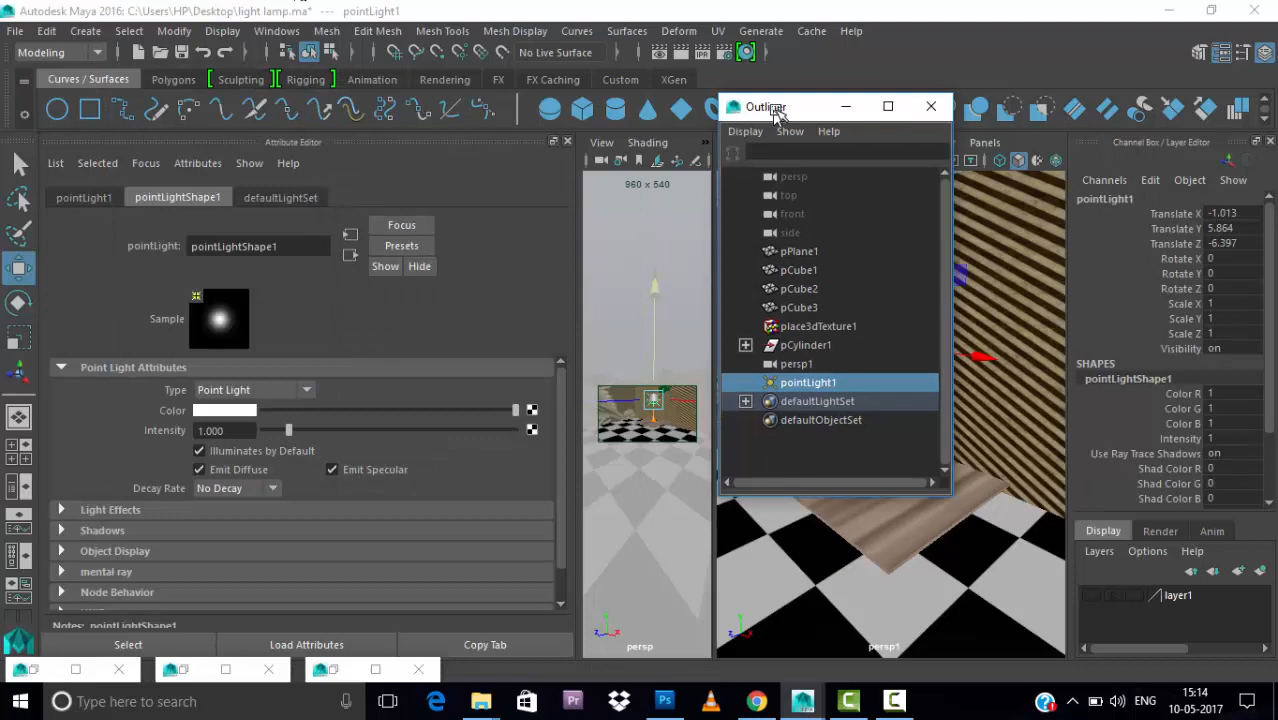 Autodesk Maya 2016: C:\Users\HP\Desktop\light lamp.ma* --- pointLight1
File Edit Create Select Modify Display Windows Mesh Edit Mesh Mesh Tools Mesh Display Curves Surfaces Deform UV Generate Cache Help
Modeling
No Live Surface
Curves / Surfaces Polygons Sculpting Rigging Animation Rendering FX FX Caching Custom XGen
Attribute Editor
List Selected Focus Attributes Show Help
pointLight1 pointLightShape1 defaultLightSet
pointLight: pointLightShape1
Focus
Presets
Show Hide
Sample
Point Light Attributes
Type Point Light
Color
Intensity 1.000
Illuminates by Default
Emit Diffuse Emit Specular
Decay Rate No Decay
Light Effects
Shadows
Object Display
mental ray
Node Behavior
Notes: pointLightShape1
Select Load Attributes Copy Tab
View Shading
960 x 540
persp
Outliner
Display Show Help
persp
top
front
side
pPlane1
pCube1
pCube2
pCube3
place3dTexture1
pCylinder1
persp1
pointLight1
defaultLightSet
defaultObjectSet
Panels
persp1
Channel Box / Layer Editor
Channels Edit Object Show
pointLight1
Translate X -1.013
Translate Y 5.864
Translate Z -6.397
Rotate X 0
Rotate Y 0
Rotate Z 0
Scale X 1
Scale Y 1
Scale Z 1
Visibility on
SHAPES
pointLightShape1
Color R 1
Color G 1
Color B 1
Intensity 1
Use Ray Trace Shadows on
Shad Color R 0
Shad Color G 0
Shad Color B 0
Display Render Anim
Layers Options Help
layer1
Type here to search
ENG
15:14
10-05-2017